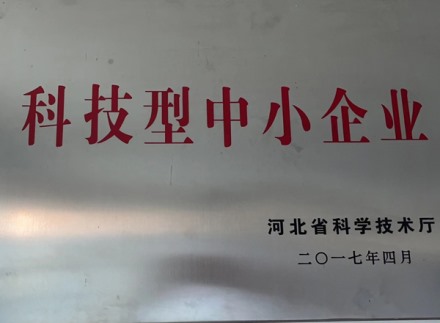 科技型中小企业
河北省科学技术厅
二〇一七年四月